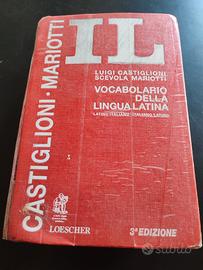 IL
LUIGI CASTIGLIONI
SCEVOLA MARIOTTI
VOCABOLARIO
DELLA
LINGUA LATINA
LATINO-ITALIANO ITALIANO-LATINO
CASTIGLIONI · MARIOTTI
LOESCHER
3ª EDIZIONE
subito